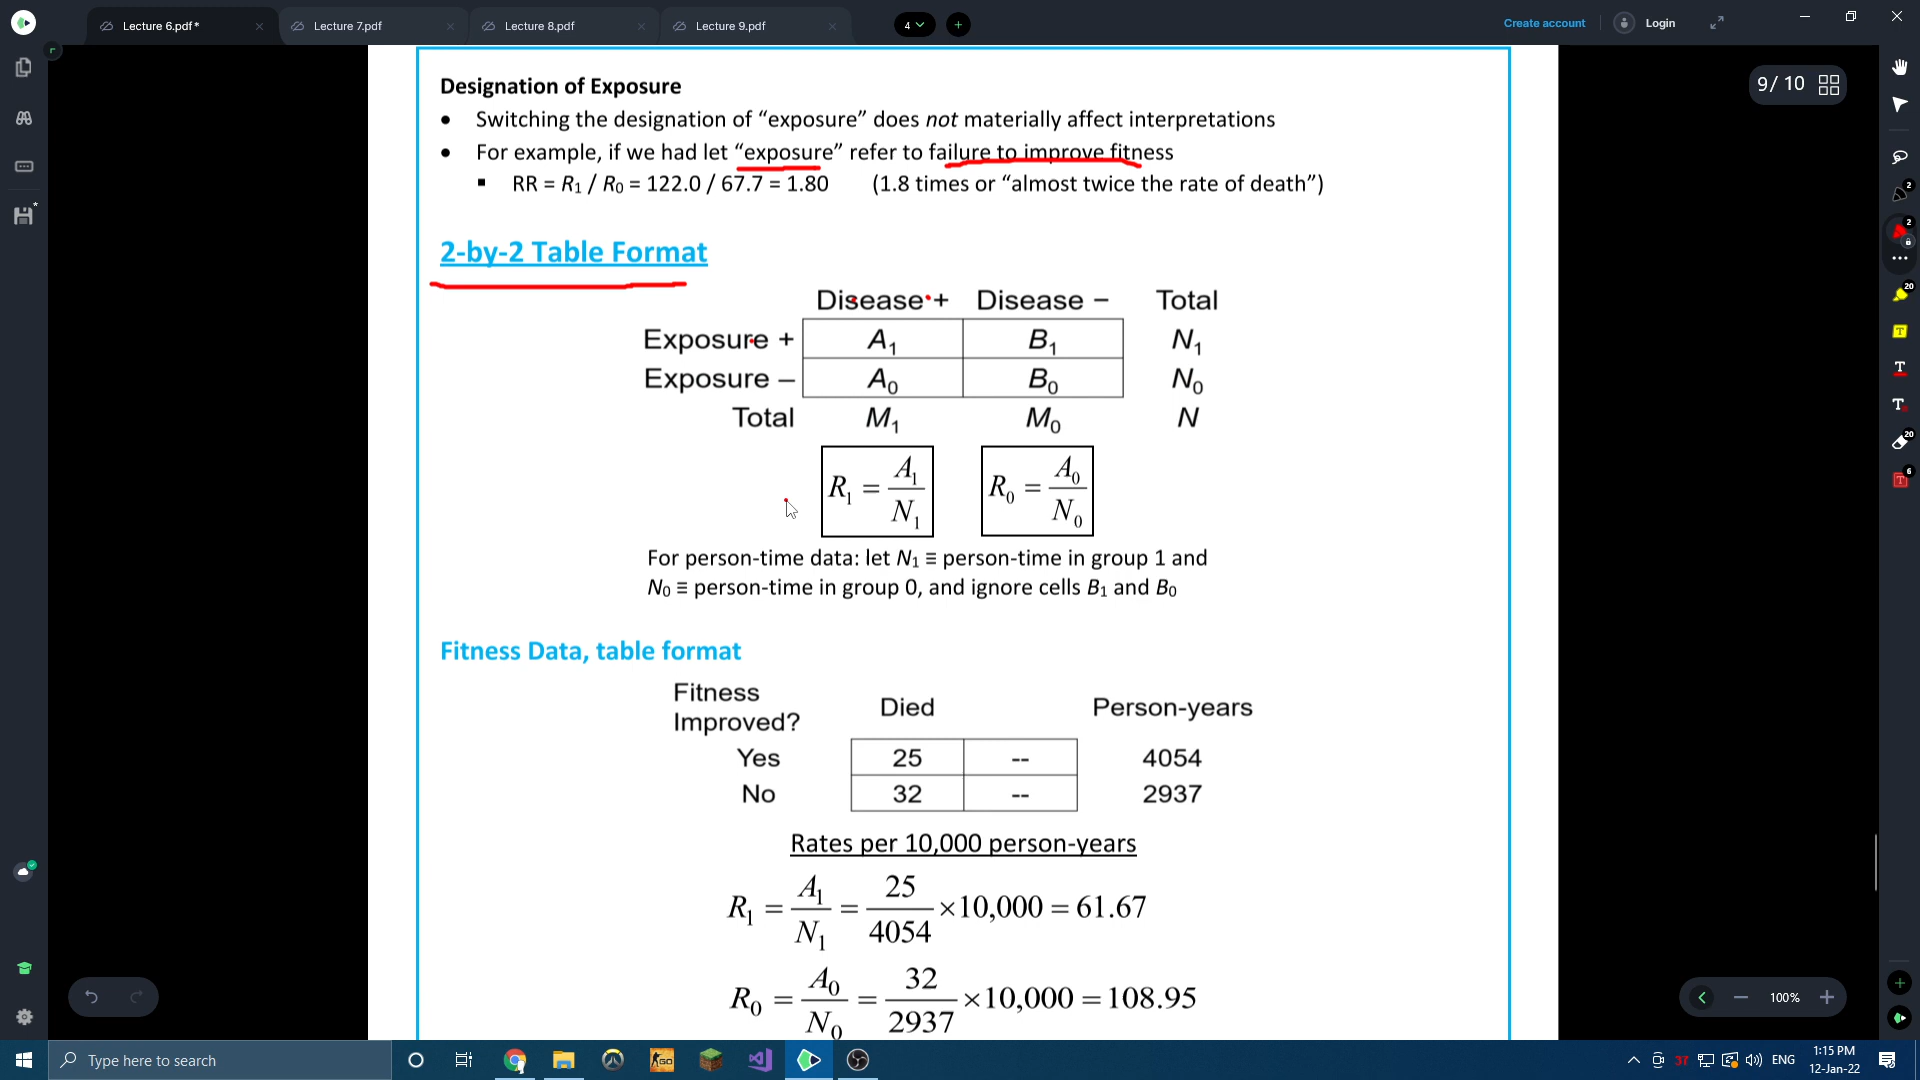 Lecture 6.pdf*
Lecture 7.pdf
Lecture 8.pdf
Lecture 9.pdf
4
Create account
Login
9/ 10
Designation of Exposure
• Switching the designation of “exposure” does not materially affect interpretations
• For example, if we had let “exposure” refer to failure to improve fitness
▪ RR = R1 / R0 = 122.0 / 67.7 = 1.80 (1.8 times or “almost twice the rate of death”)
2-by-2 Table Format
Disease + Disease − Total
Exposure + A1 B1 N1
Exposure – A0 B0 N0
Total M1 M0 N
R1 = A1 / N1 R0 = A0 / N0
For person-time data: let N1 ≡ person-time in group 1 and
N0 ≡ person-time in group 0, and ignore cells B1 and B0
Fitness Data, table format
Fitness
Improved? Died Person-years
Yes 25 -- 4054
No 32 -- 2937
Rates per 10,000 person-years
R1 = A1 / N1 = 25 / 4054 ×10,000 = 61.67
R0 = A0 / N0 = 32 / 2937 ×10,000 = 108.95
2
2
20
T
T
T
20
T
6
100%
Type here to search
GO
37
ENG
1:15 PM
12-Jan-22